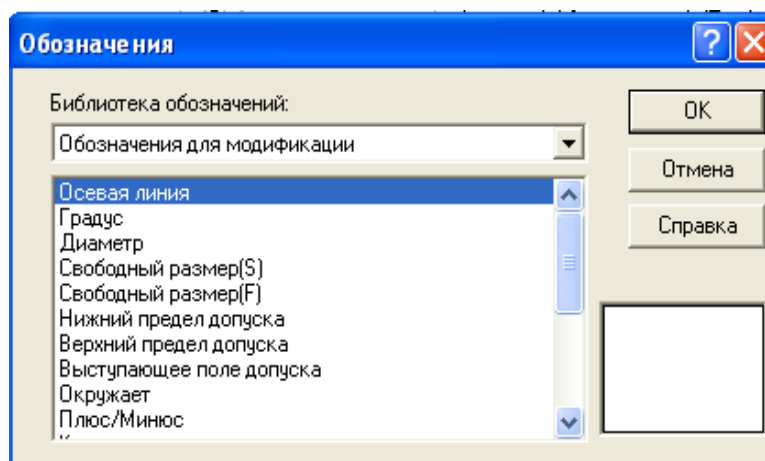 Обозначения
Библиотека обозначений:
Обозначения для модификации
Осевая линия
Градус
Диаметр
Свободный размер(S)
Свободный размер(F)
Нижний предел допуска
Верхний предел допуска
Выступающее поле допуска
Окружает
Плюс/Минус
OK
Отмена
Справка